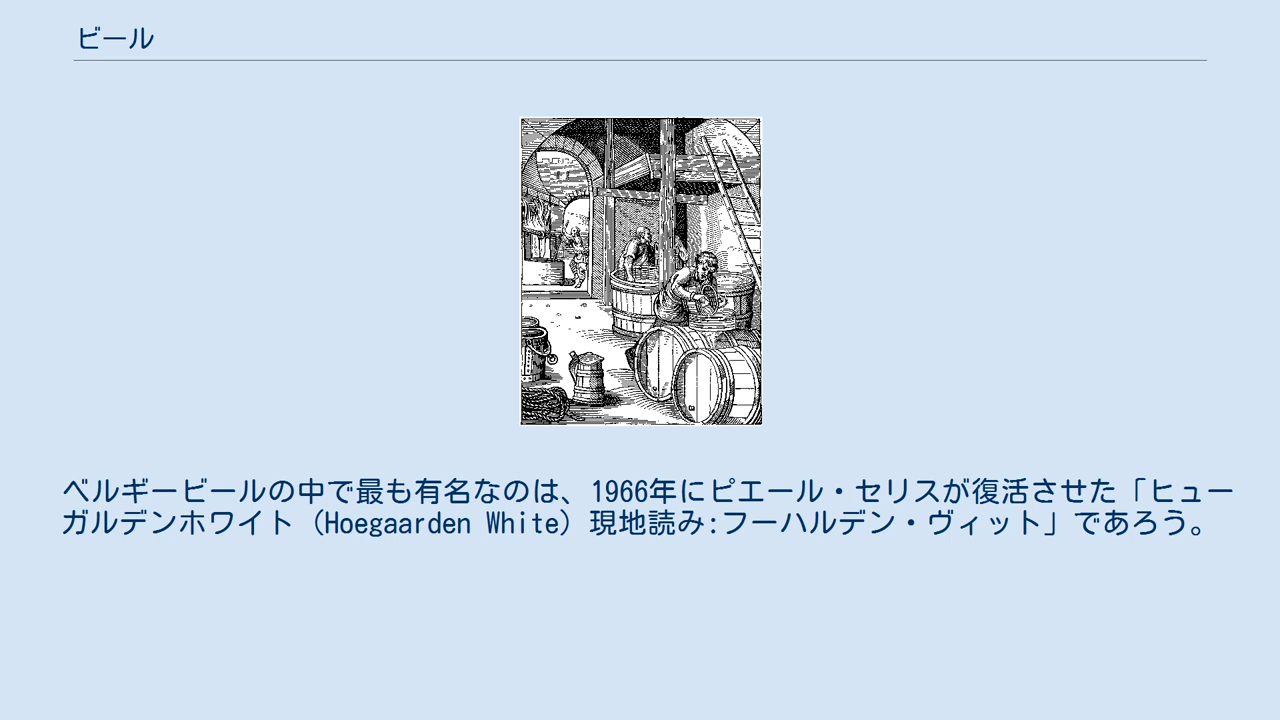 ビール
ベルギービールの中で最も有名なのは、1966年にピエール・セリスが復活させた「ヒュー
ガルデンホワイト（Hoegaarden White）現地読み:フーハルデン・ヴィット」であろう。